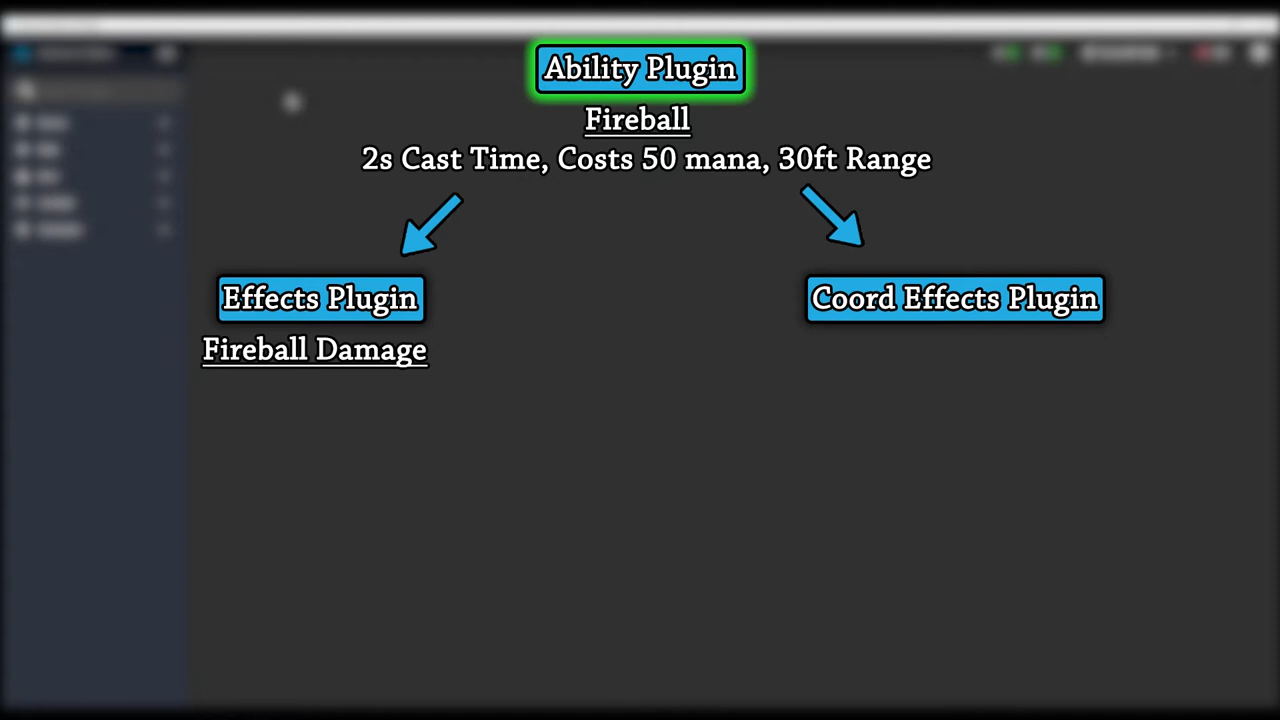 Ability Plugin
Fireball
2s Cast Time, Costs 50 mana, 30ft Range
Effects Plugin
Coord Effects Plugin
Fireball Damage